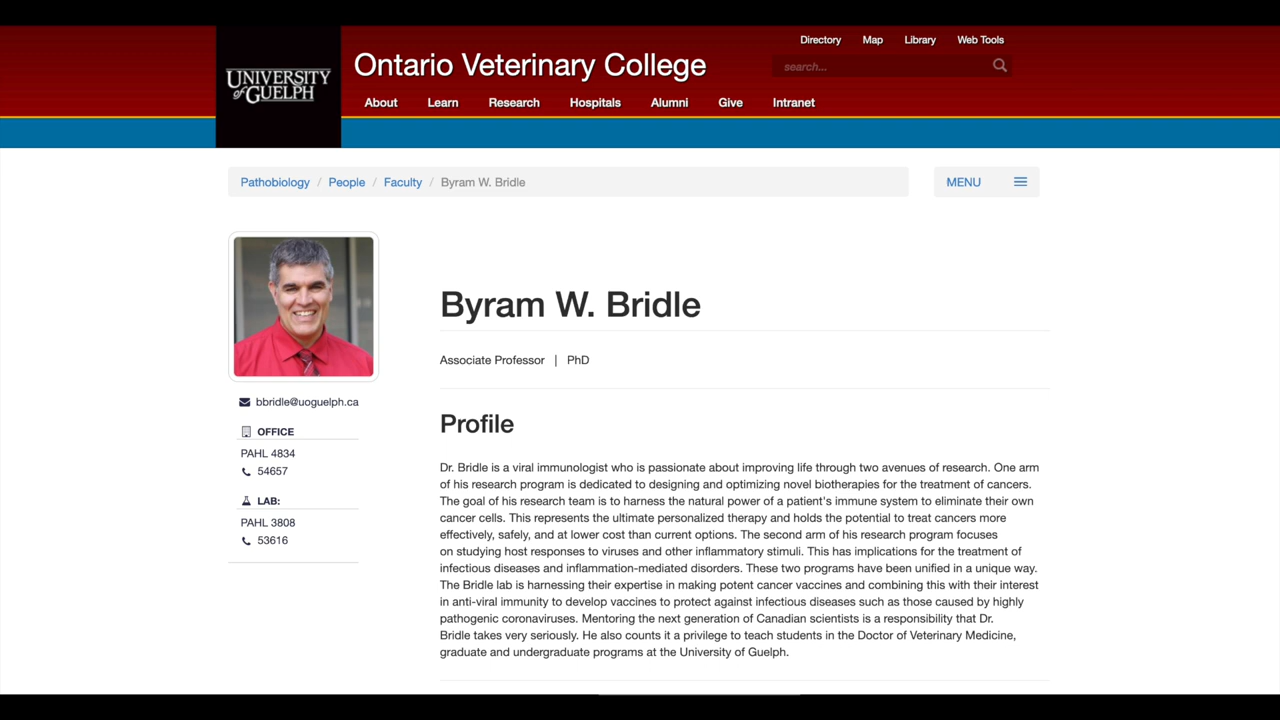 Directory Map Library Web Tools
UNIVERSITY
of GUELPH
Ontario Veterinary College
search...
About Learn Research Hospitals Alumni Give Intranet
Pathobiology / People / Faculty / Byram W. Bridle
MENU
bbridle@uoguelph.ca
OFFICE
PAHL 4834
54657
LAB:
PAHL 3808
53616
Byram W. Bridle
Associate Professor | PhD
Profile
Dr. Bridle is a viral immunologist who is passionate about improving life through two avenues of research. One arm
of his research program is dedicated to designing and optimizing novel biotherapies for the treatment of cancers.
The goal of his research team is to harness the natural power of a patient's immune system to eliminate their own
cancer cells. This represents the ultimate personalized therapy and holds the potential to treat cancers more
effectively, safely, and at lower cost than current options. The second arm of his research program focuses
on studying host responses to viruses and other inflammatory stimuli. This has implications for the treatment of
infectious diseases and inflammation-mediated disorders. These two programs have been unified in a unique way.
The Bridle lab is harnessing their expertise in making potent cancer vaccines and combining this with their interest
in anti-viral immunity to develop vaccines to protect against infectious diseases such as those caused by highly
pathogenic coronaviruses. Mentoring the next generation of Canadian scientists is a responsibility that Dr.
Bridle takes very seriously. He also counts it a privilege to teach students in the Doctor of Veterinary Medicine,
graduate and undergraduate programs at the University of Guelph.